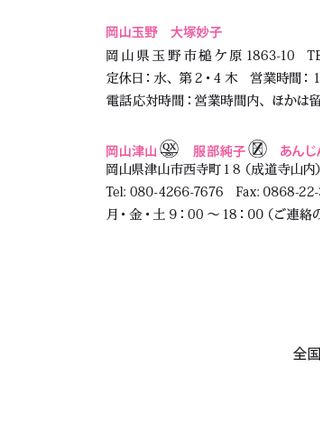 岡山玉野　大塚妙子
岡山県玉野市槌ケ原 1863-10　TE
定休日：水、第 2・4 木　営業時間：1
電話応対時間：営業時間内、ほかは留
岡山津山 QX　服部純子 Z　あんじん
岡山県津山市西寺町 1 8（成道寺山内）
Tel: 080-4266-7676　Fax: 0868-22-
月・金・土 9：00 〜 18：00（ご連絡の
全国